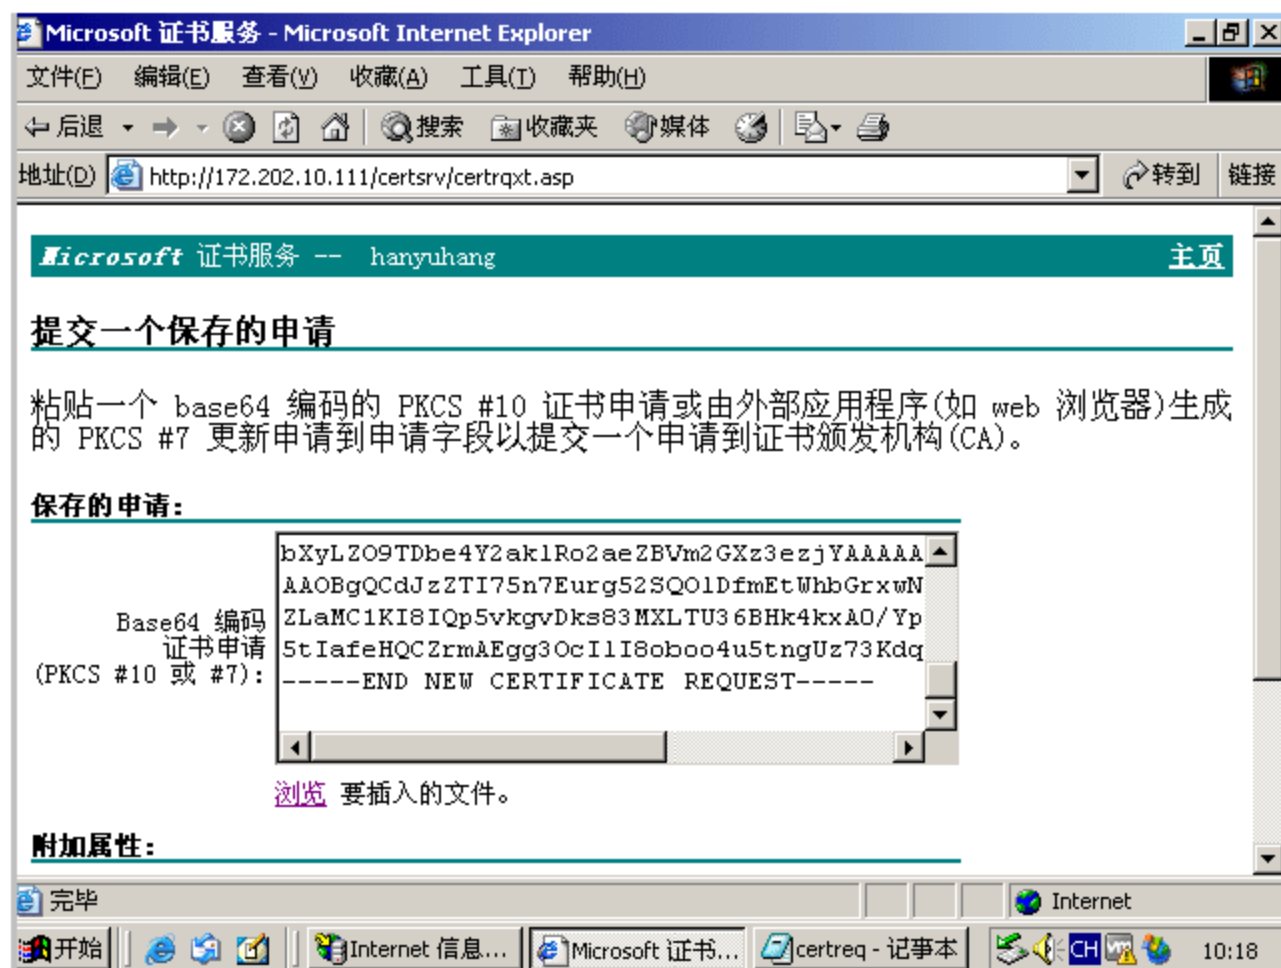 Microsoft 证书服务 - Microsoft Internet Explorer
文件(F) 编辑(E) 查看(V) 收藏(A) 工具(T) 帮助(H)
后退 搜索 收藏夹 媒体
地址(D) http://172.202.10.111/certsrv/certrqxt.asp 转到 链接
Microsoft 证书服务 -- hanyuhang 主页
提交一个保存的申请
粘贴一个 base64 编码的 PKCS #10 证书申请或由外部应用程序(如 web 浏览器)生成
的 PKCS #7 更新申请到申请字段以提交一个申请到证书颁发机构(CA)。
保存的申请:
bXyLZO9TDbe4Y2aklRo2aeZBVm2GXz3ezjYAAAAA
AAOBgQCdJzZTI75n7Eurg52SQOlDfmEtWhbGrxwN
Base64 编码
ZLaMC1KI8IQp5vkgvDks83MXLTU36BHk4kxAO/Yp
证书申请
5tIafeHQCZrmAEgg3OcIlI8oboo4u5tngUz73Kdq
(PKCS #10 或 #7):
-----END NEW CERTIFICATE REQUEST-----
浏览 要插入的文件。
附加属性:
完毕 Internet
开始 Internet 信息... Microsoft 证书... certreq - 记事本 CH 10:18